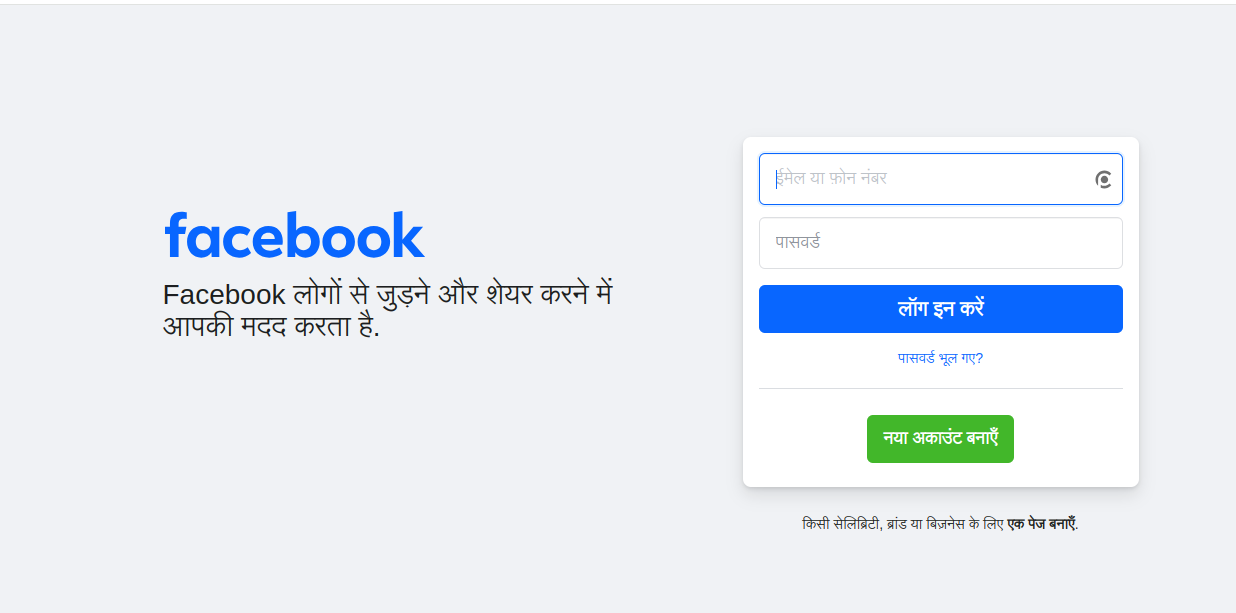 facebook
Facebook लोगों से जुड़ने और शेयर करने में
आपकी मदद करता है.
ईमेल या फ़ोन नंबर
पासवर्ड
लॉग इन करें
पासवर्ड भूल गए?
नया अकाउंट बनाएँ
किसी सेलिब्रिटी, ब्रांड या बिज़नेस के लिए एक पेज बनाएँ.